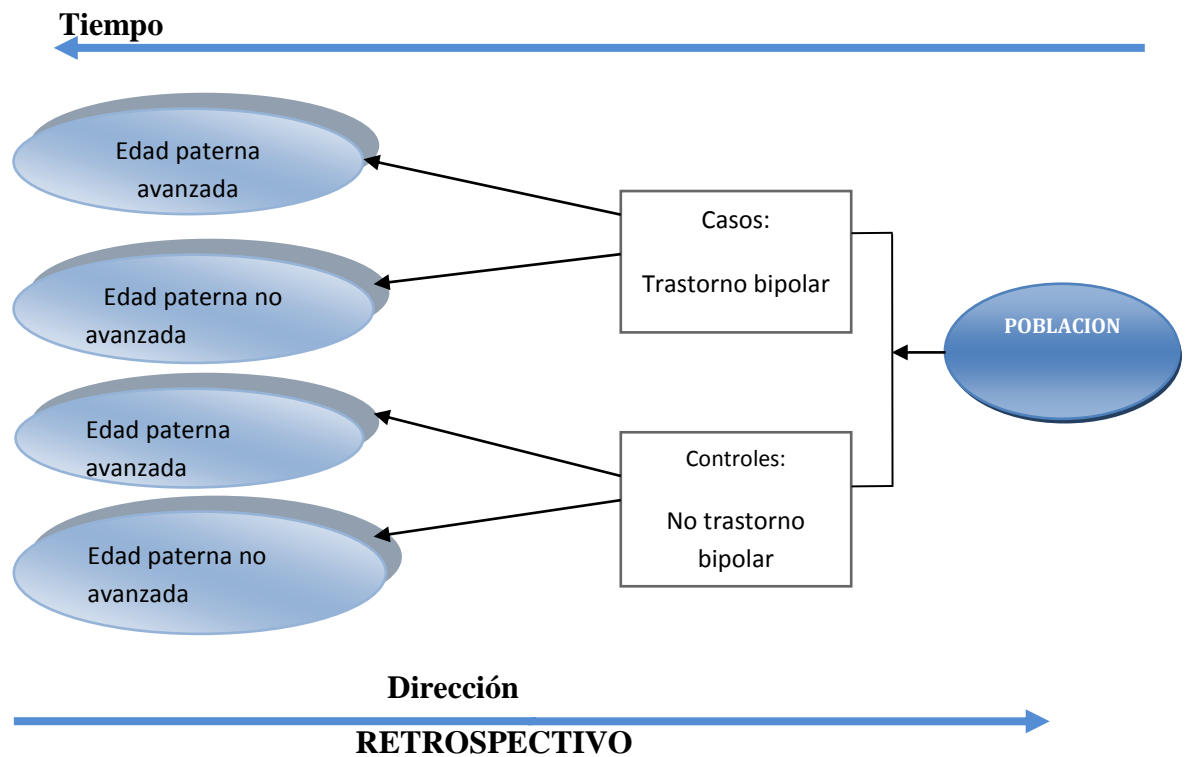 Tiempo
Edad paterna
avanzada
Edad paterna no
avanzada
Edad paterna
avanzada
Edad paterna no
avanzada
Casos:
Trastorno bipolar
Controles:
No trastorno
bipolar
POBLACION
Dirección
RETROSPECTIVO